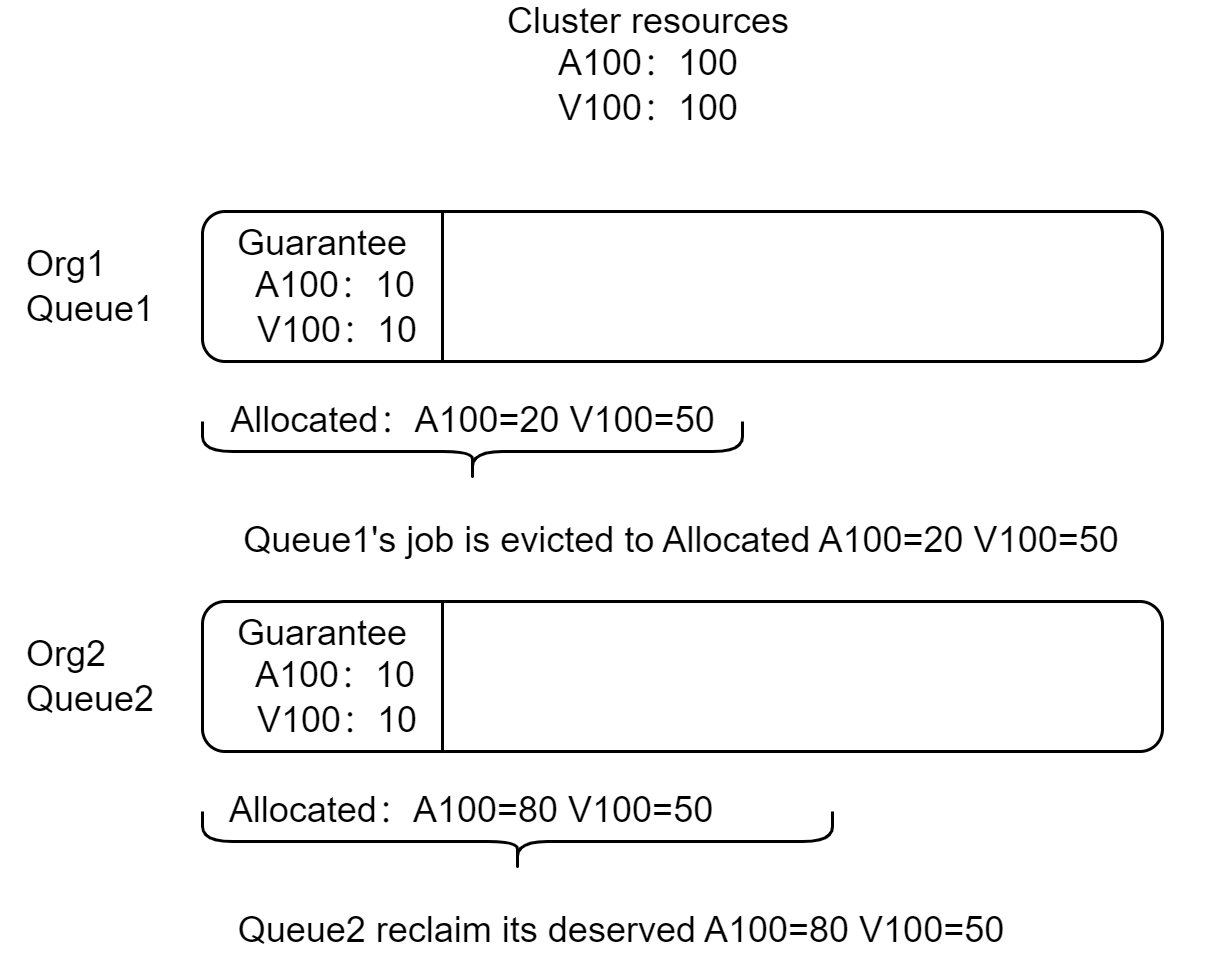 Cluster resources
A100：100
V100：100
Org1
Queue1
Guarantee
A100：10
V100：10
Allocated：A100=20 V100=50
Queue1's job is evicted to Allocated A100=20 V100=50
Org2
Queue2
Guarantee
A100：10
V100：10
Allocated：A100=80 V100=50
Queue2 reclaim its deserved A100=80 V100=50